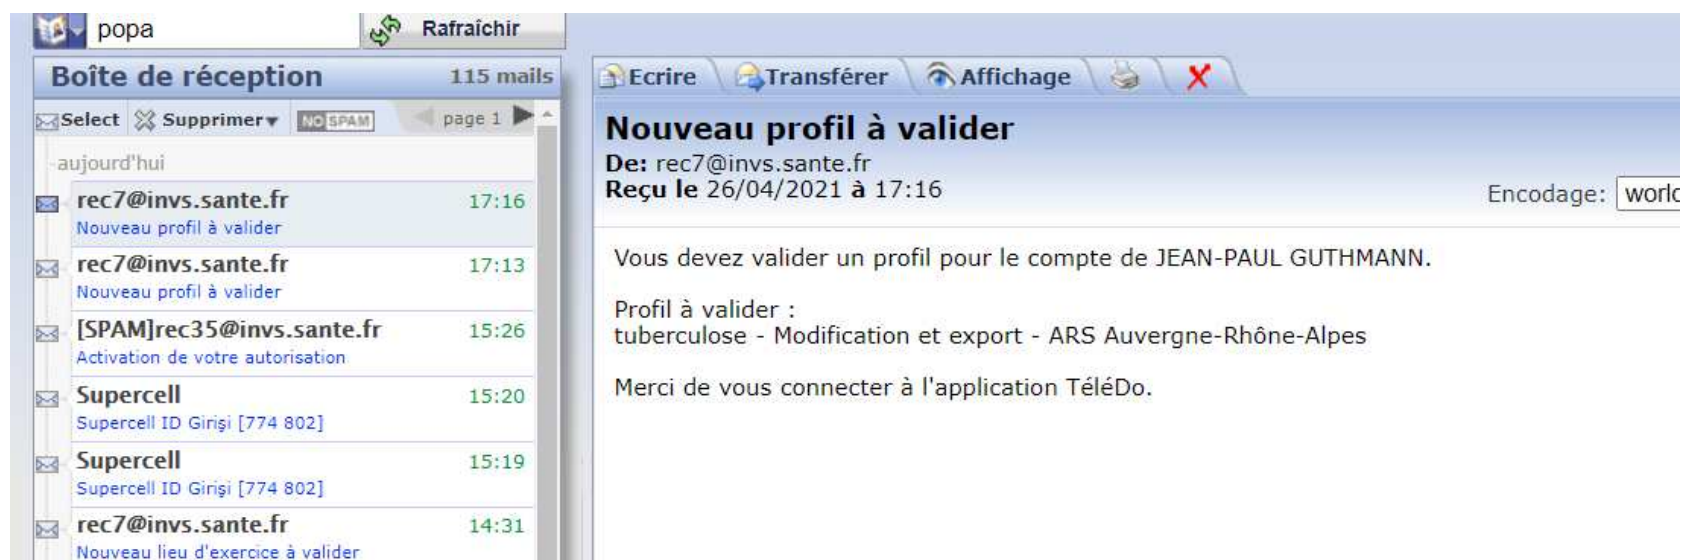 popa
Rafraîchir
Boîte de réception
115 mails
Select
Supprimer
NO SPAM
page 1
aujourd'hui
rec7@invs.sante.fr
17:16
Nouveau profil à valider
rec7@invs.sante.fr
17:13
Nouveau profil à valider
[SPAM]rec35@invs.sante.fr
15:26
Activation de votre autorisation
Supercell
15:20
Supercell ID Girişi [774 802]
Supercell
15:19
Supercell ID Girişi [774 802]
rec7@invs.sante.fr
14:31
Nouveau lieu d'exercice à valider
Ecrire
Transférer
Affichage
Nouveau profil à valider
De: rec7@invs.sante.fr
Reçu le 26/04/2021 à 17:16
Encodage:
Vous devez valider un profil pour le compte de JEAN-PAUL GUTHMANN.
Profil à valider :
tuberculose - Modification et export - ARS Auvergne-Rhône-Alpes
Merci de vous connecter à l'application TéléDo.